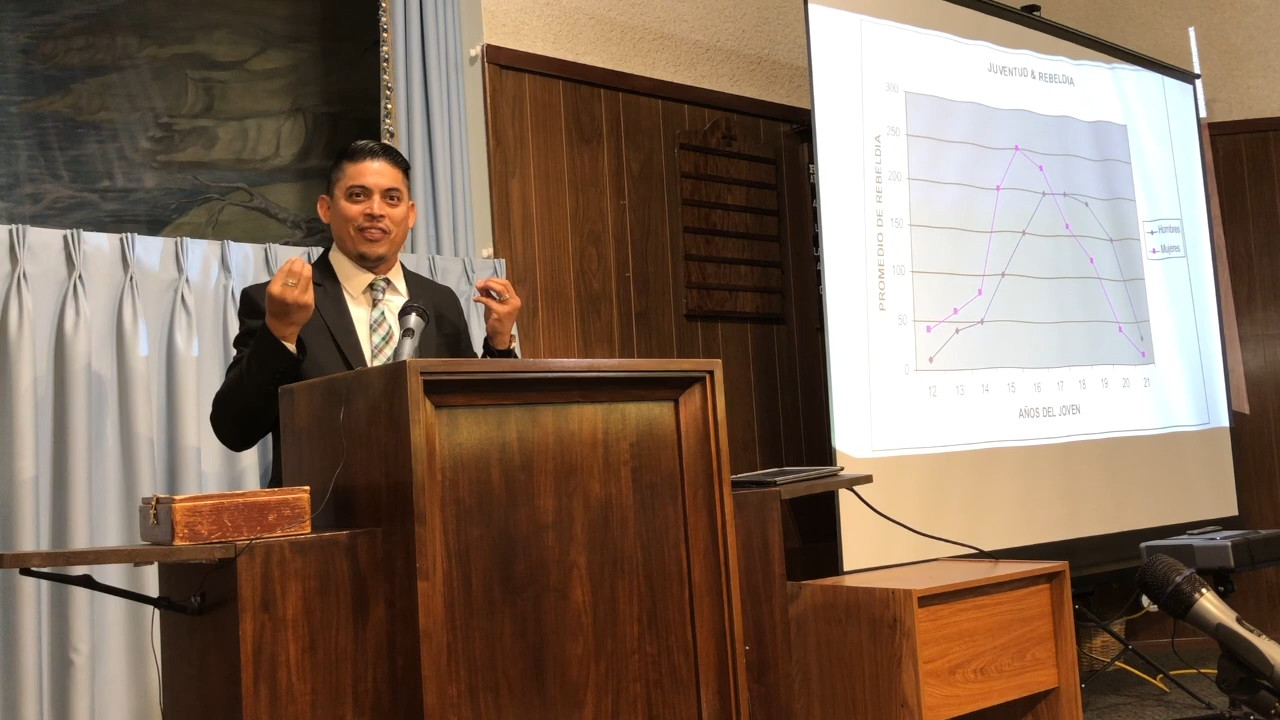 JUVENTUD & REBELDIA
PROMEDIO DE REBELDIA
300
250
200
150
100
50
0
12 13 14 15 16 17 18 19 20 21
AÑOS DEL JOVEN
Hombres
Mujeres